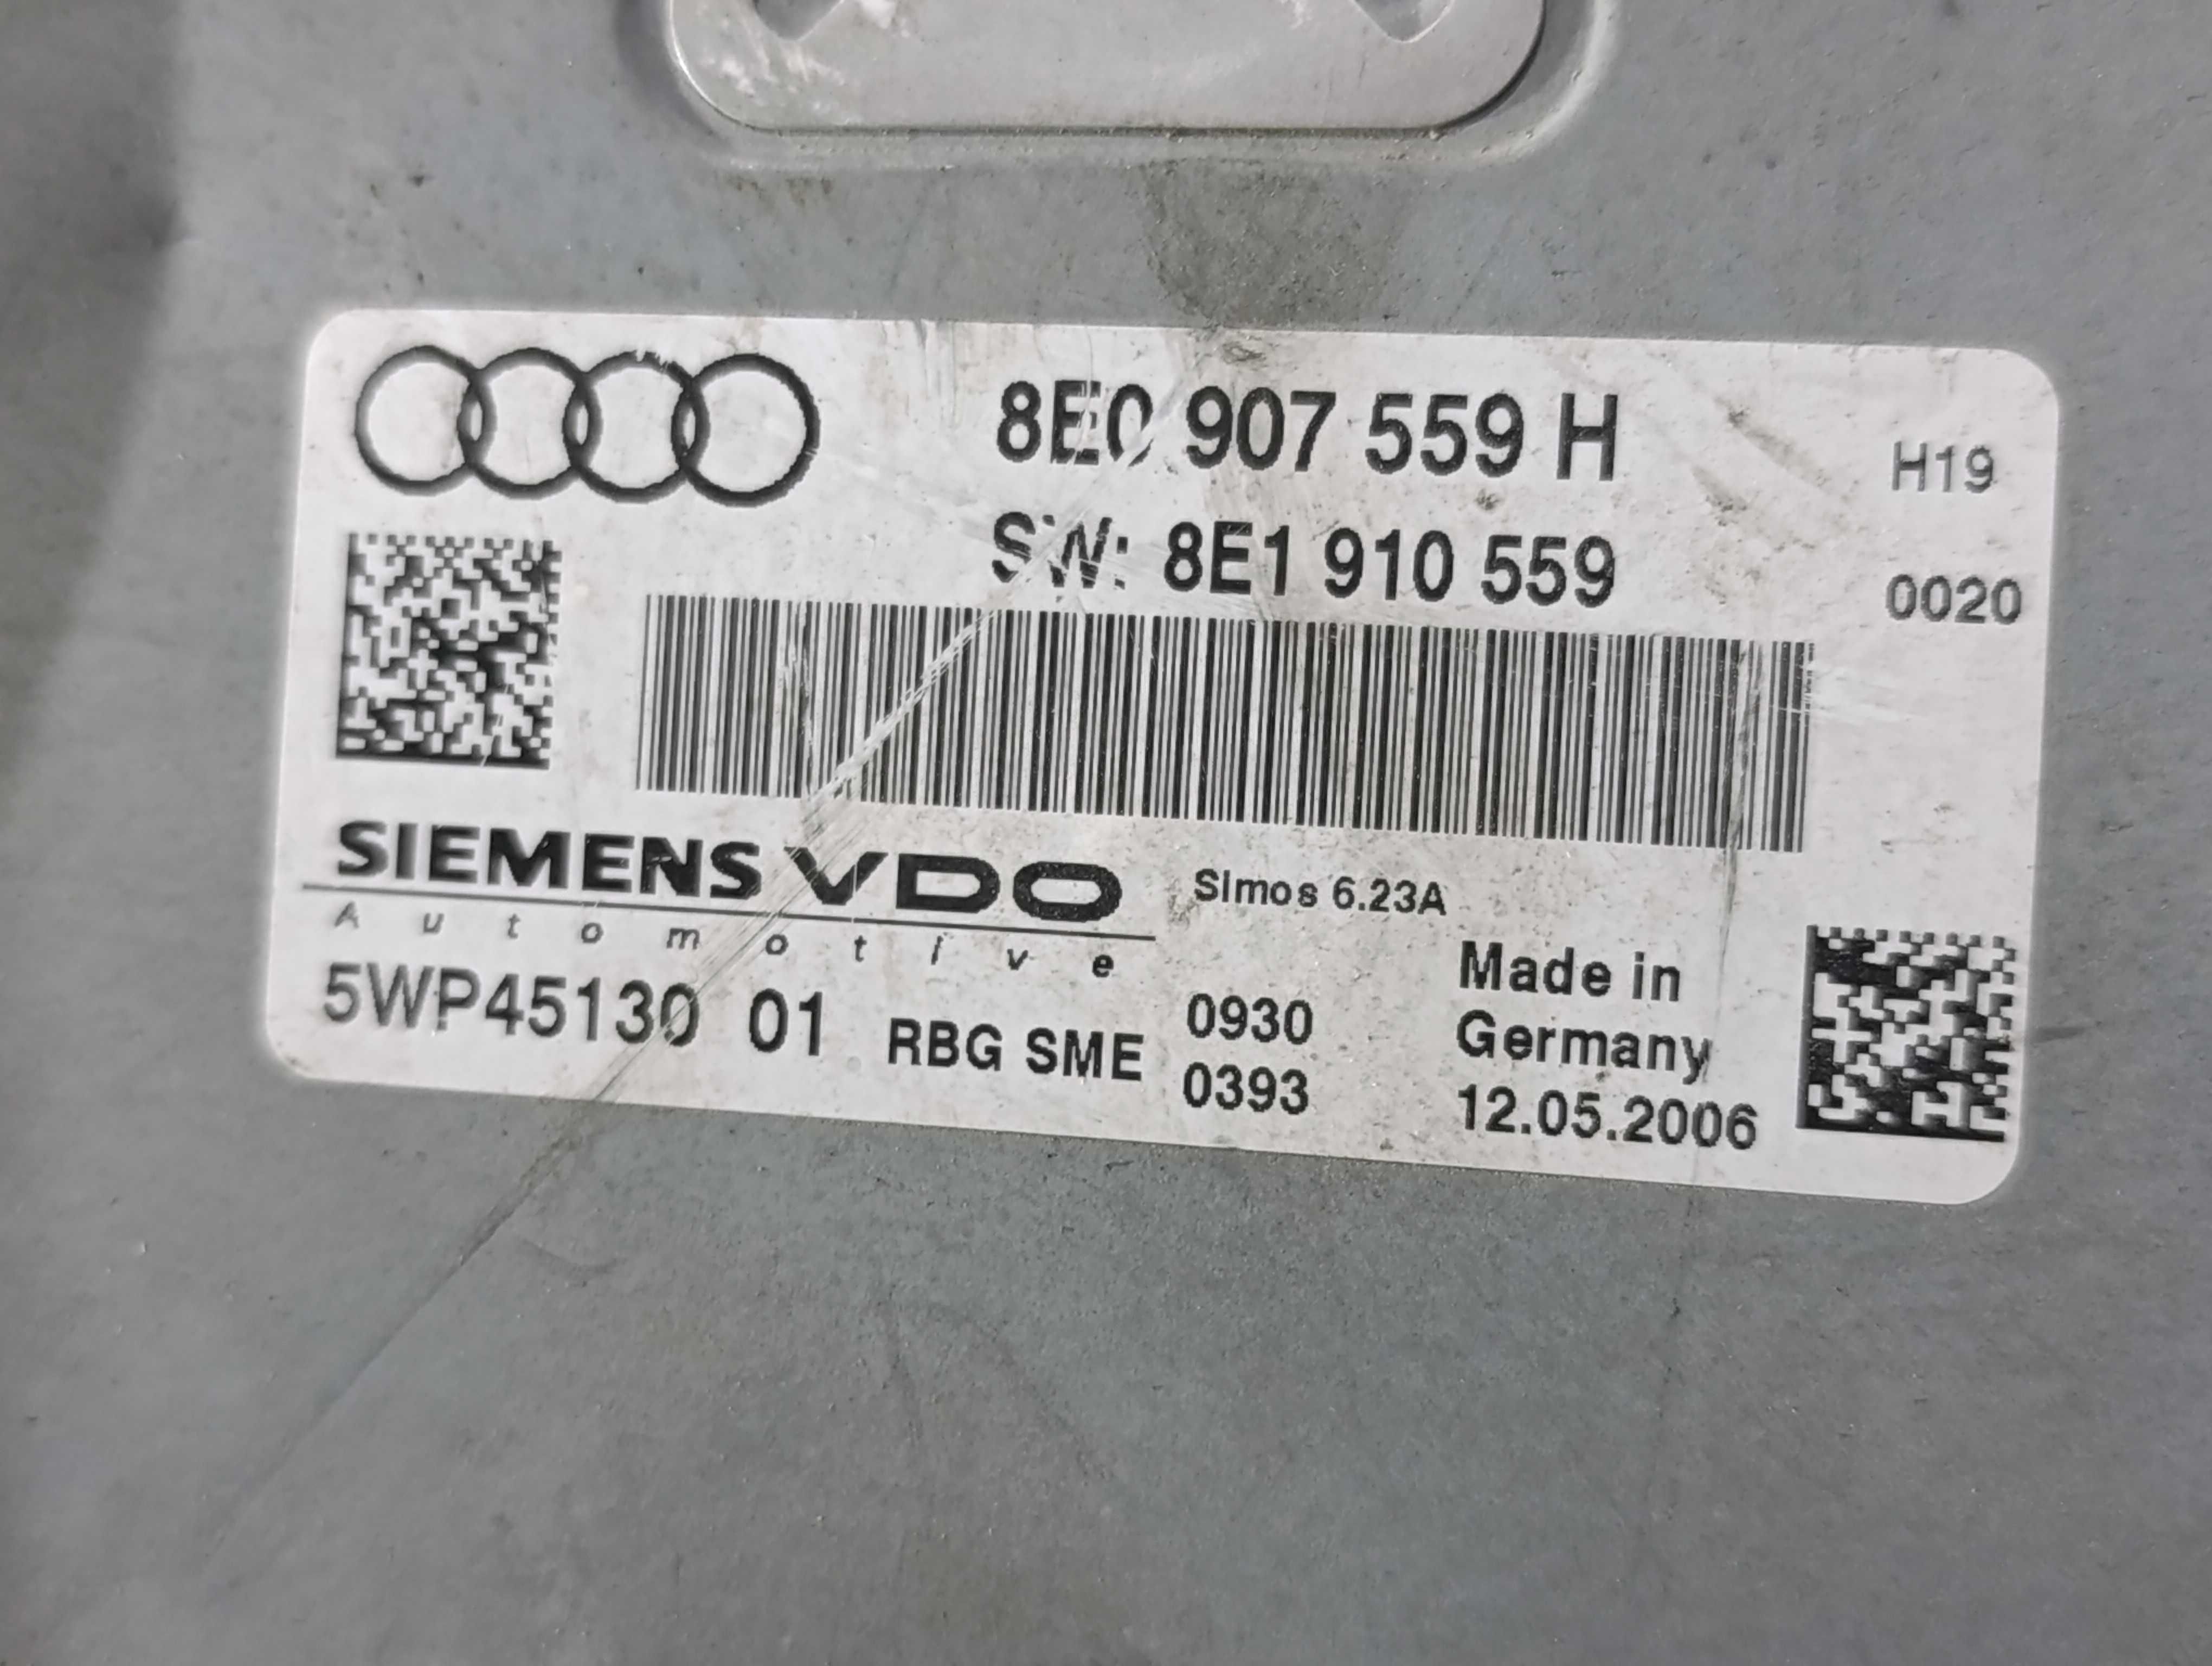 8E0 907 559 H
H19
SW: 8E1 910 559
0020
SIEMENS VDO
Automotive
Simos 6.23A
5WP45130 01
RBG SME
0930
0393
Made in
Germany
12.05.2006